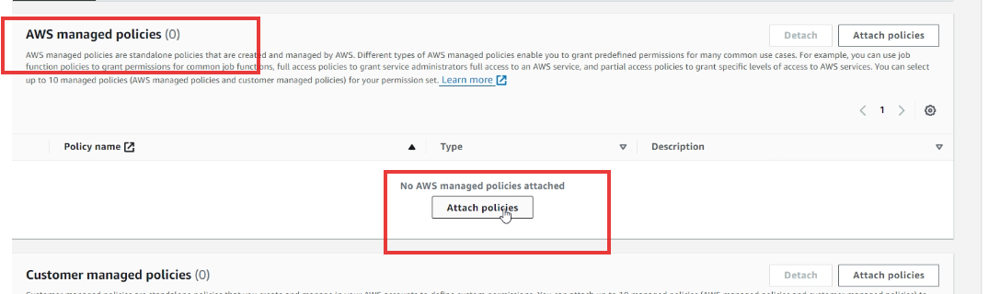 AWS managed policies (0)
Detach
Attach policies
AWS managed policies are standalone policies that are created and managed by AWS. Different types of AWS managed policies enable you to grant predefined permissions for many common use cases. For example, you can use job
function policies to grant permissions for common job functions, full access policies to grant service administrators full access to an AWS service, and partial access policies to grant specific levels of access to AWS services. You can select
up to 10 managed policies (AWS managed policies and customer managed policies) for your permission set. Learn more
1
Policy name
Type
Description
No AWS managed policies attached
Attach policies
Customer managed policies (0)
Detach
Attach policies